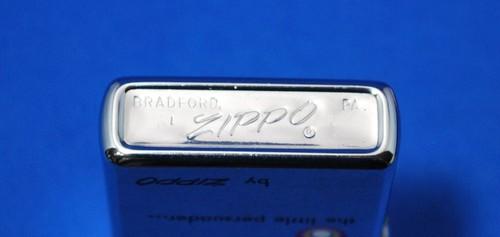 BRADFORD, PA.
Zippo®
by ZIPPO
the little persuader...